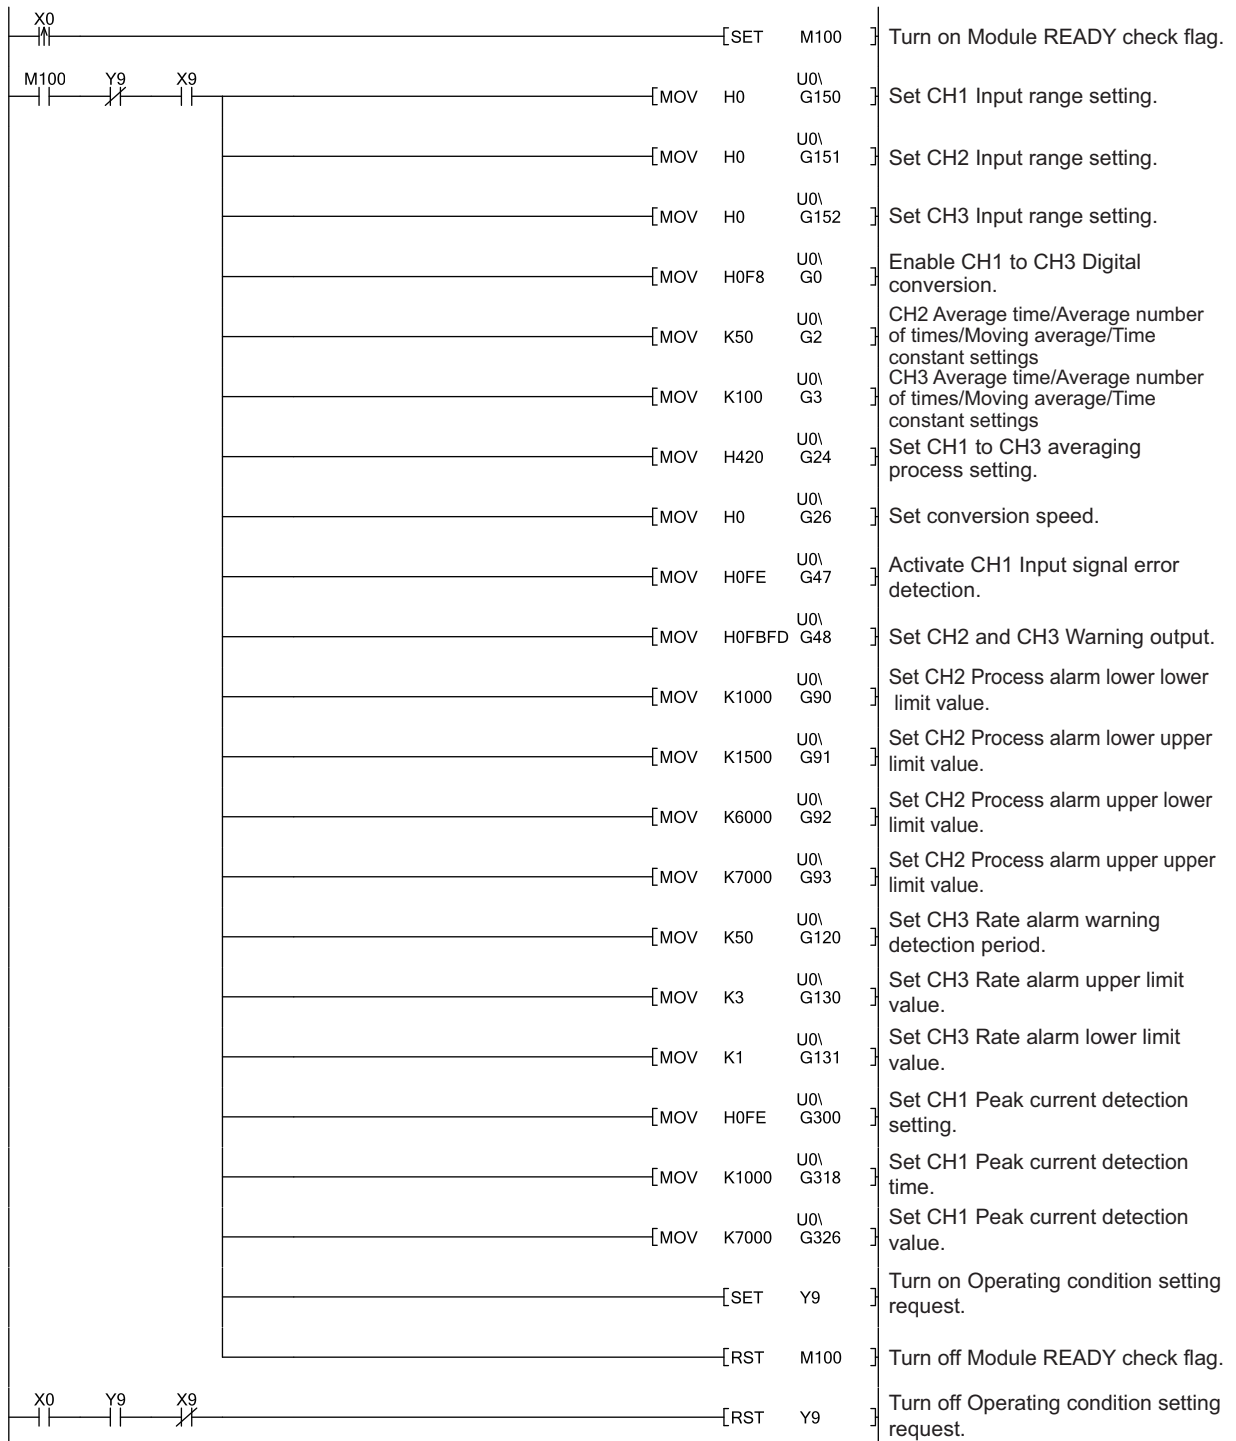 X0
[SET M100 ] Turn on Module READY check flag.
M100 Y9 X9
U0\
[MOV H0 G150 ] Set CH1 Input range setting.
U0\
[MOV H0 G151 ] Set CH2 Input range setting.
U0\
[MOV H0 G152 ] Set CH3 Input range setting.
U0\
[MOV H0F8 G0 ] Enable CH1 to CH3 Digital
conversion.
U0\
[MOV K50 G2 ] CH2 Average time/Average number
of times/Moving average/Time
constant settings
U0\
[MOV K100 G3 ] CH3 Average time/Average number
of times/Moving average/Time
constant settings
U0\
[MOV H420 G24 ] Set CH1 to CH3 averaging
process setting.
U0\
[MOV H0 G26 ] Set conversion speed.
U0\
[MOV H0FE G47 ] Activate CH1 Input signal error
detection.
U0\
[MOV H0FBFD G48 ] Set CH2 and CH3 Warning output.
U0\
[MOV K1000 G90 ] Set CH2 Process alarm lower lower
limit value.
U0\
[MOV K1500 G91 ] Set CH2 Process alarm lower upper
limit value.
U0\
[MOV K6000 G92 ] Set CH2 Process alarm upper lower
limit value.
U0\
[MOV K7000 G93 ] Set CH2 Process alarm upper upper
limit value.
U0\
[MOV K50 G120 ] Set CH3 Rate alarm warning
detection period.
U0\
[MOV K3 G130 ] Set CH3 Rate alarm upper limit
value.
U0\
[MOV K1 G131 ] Set CH3 Rate alarm lower limit
value.
U0\
[MOV H0FE G300 ] Set CH1 Peak current detection
setting.
U0\
[MOV K1000 G318 ] Set CH1 Peak current detection
time.
U0\
[MOV K7000 G326 ] Set CH1 Peak current detection
value.
[SET Y9 ] Turn on Operating condition setting
request.
[RST M100 ] Turn off Module READY check flag.
X0 Y9 X9
[RST Y9 ] Turn off Operating condition setting
request.